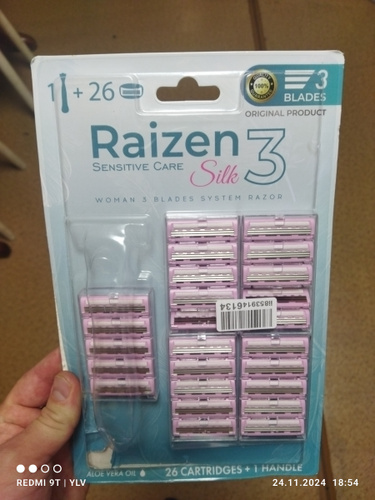 1 + 26
100%
3
BLADES
ORIGINAL PRODUCT
Raizen 3
SENSITIVE CARE Silk
WOMAN 3 BLADES SYSTEM RAZOR
ALOE VERA OIL
26 CARTRIDGES + 1 HANDLE
REDMI 9T | YLV
24.11.2024 18:54